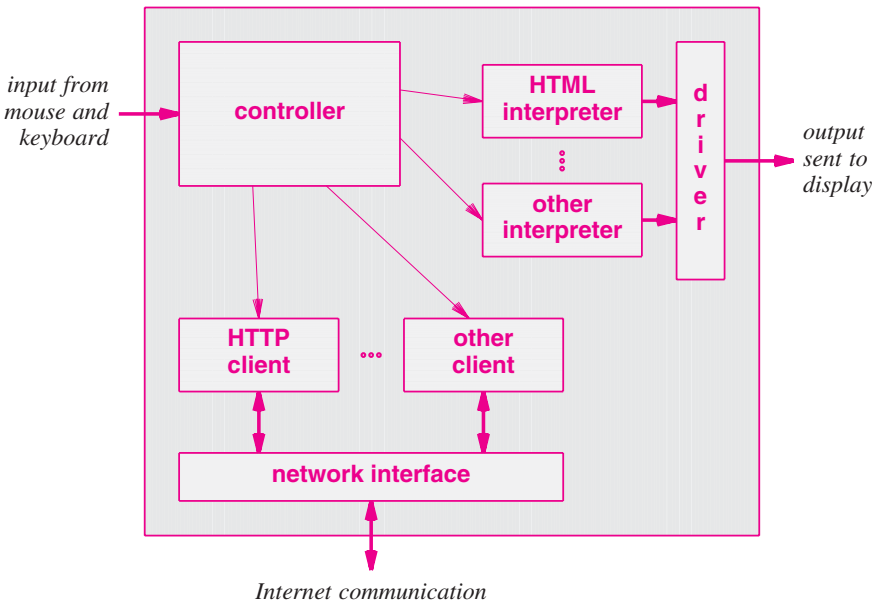 input from
mouse and
keyboard
controller
HTML
interpreter
other
interpreter
d
r
i
v
e
r
output
sent to
display
HTTP
client
other
client
network interface
Internet communication